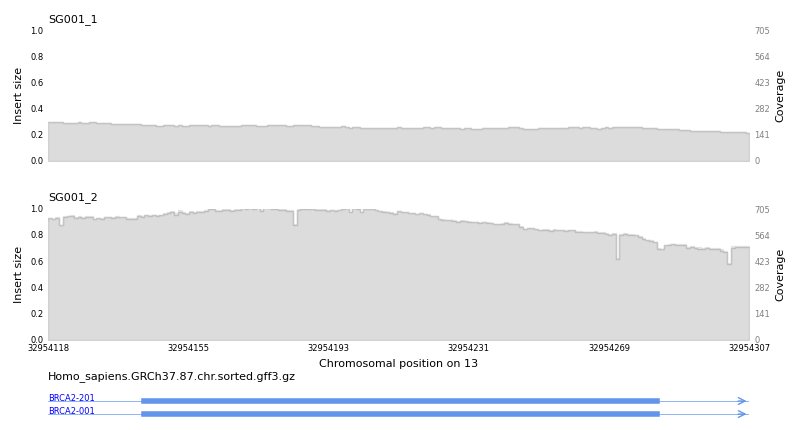 SG001_1
1.0 705
0.8 564
0.6 423
0.4 282
0.2 141
0.0 0
Insert size
Coverage
SG001_2
1.0 705
0.8 564
0.6 423
0.4 282
0.2 141
0.0 0
Insert size
Coverage
32954118 32954155 32954193 32954231 32954269 32954307
Chromosomal position on 13
Homo_sapiens.GRCh37.87.chr.sorted.gff3.gz
BRCA2-201
BRCA2-001